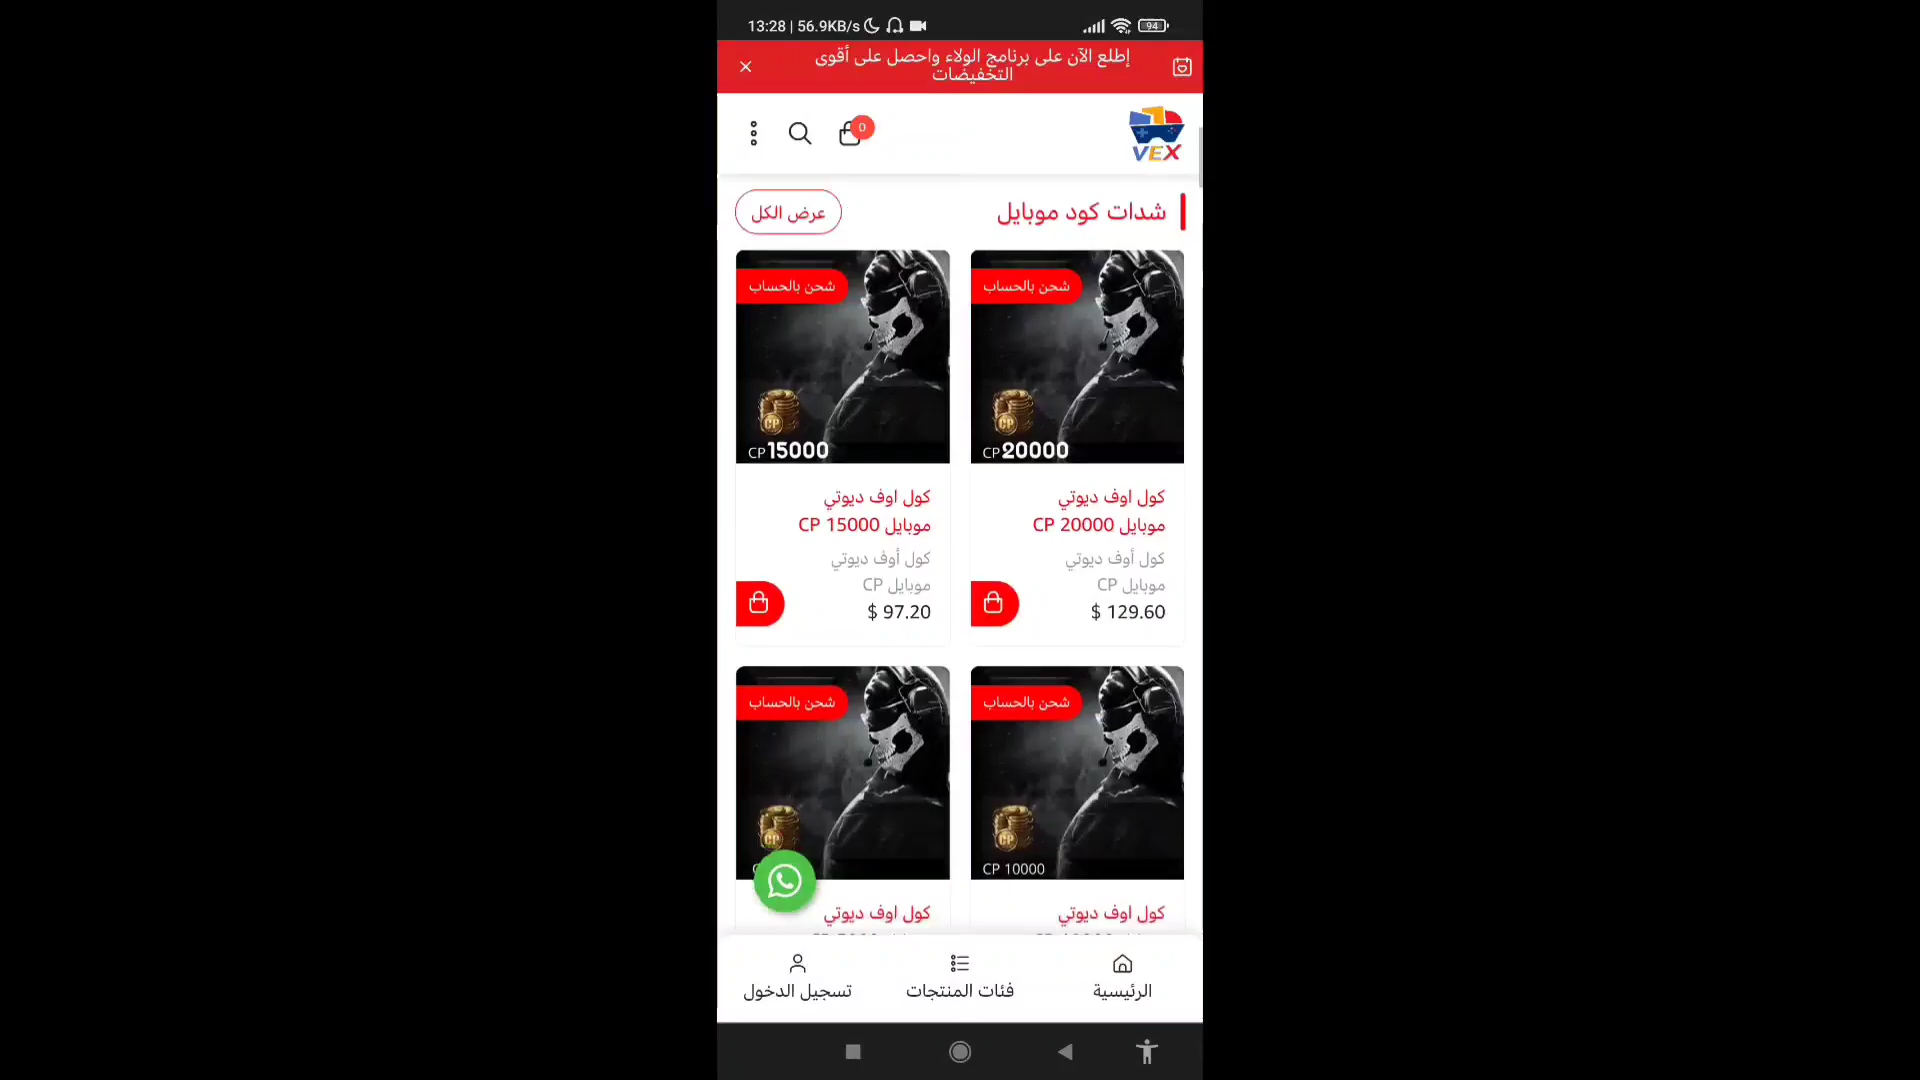 13:28 | 56.9KB/s
94
إطلع الآن على برنامج الولاء واحصل على أقوى
التخفيضات
0
VEX
شدات كود موبايل
عرض الكل
شحن بالحساب
CP 20000
كول اوف ديوتي
موبايل 20000 CP
كول أوف ديوتي
موبايل CP
$ 129.60
شحن بالحساب
CP 15000
كول اوف ديوتي
موبايل 15000 CP
كول أوف ديوتي
موبايل CP
$ 97.20
شحن بالحساب
CP
CP 10000
كول اوف ديوتي
شحن بالحساب
CP
كول اوف ديوتي
الرئيسية
فئات المنتجات
تسجيل الدخول